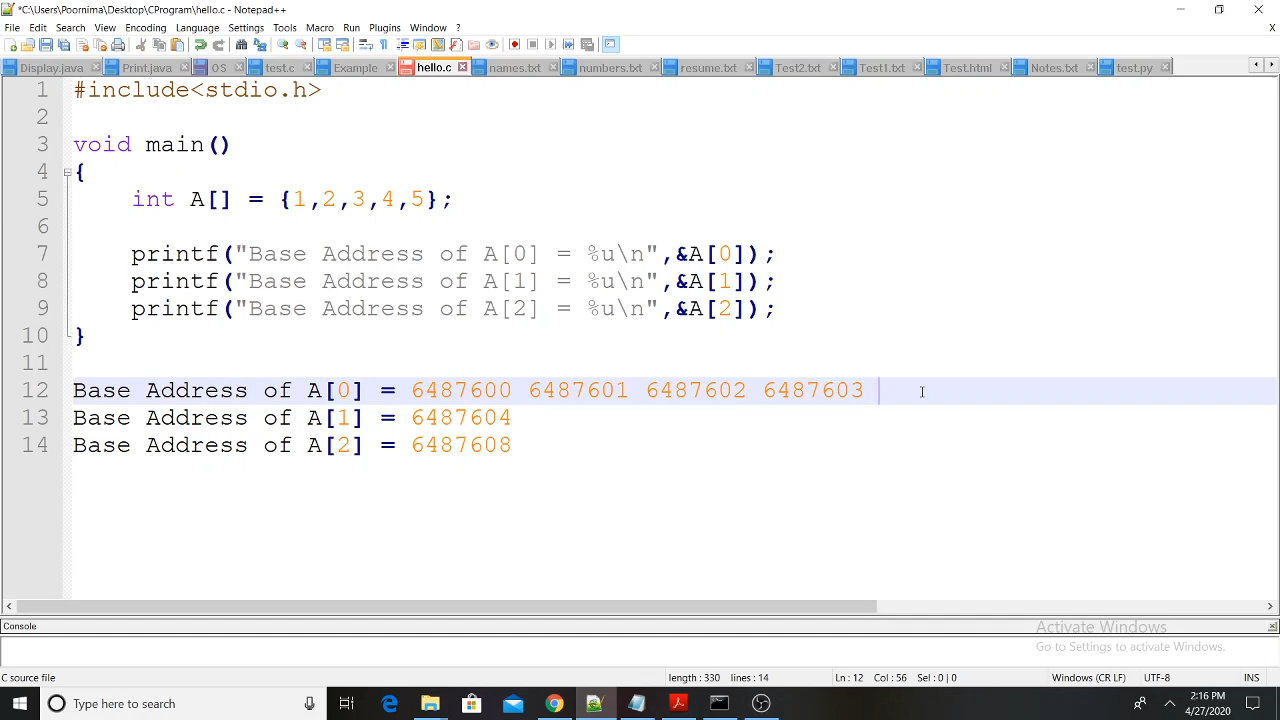 *C:\Users\Poornima\Desktop\CProgram\hello.c - Notepad++
File Edit Search View Encoding Language Settings Tools Macro Run Plugins Window ? X
Display.java Print.java OS test.c Example hello.c names.txt numbers.txt resume.txt Test2.txt Test1.txt Test.html Notes.txt test.py
1 #include<stdio.h>
2
3 void main()
4 {
5 int A[] = {1,2,3,4,5};
6
7 printf("Base Address of A[0] = %u\n",&A[0]);
8 printf("Base Address of A[1] = %u\n",&A[1]);
9 printf("Base Address of A[2] = %u\n",&A[2]);
10 }
11
12 Base Address of A[0] = 6487600 6487601 6487602 6487603
13 Base Address of A[1] = 6487604
14 Base Address of A[2] = 6487608
Console
Activate Windows
Go to Settings to activate Windows.
C source file length : 330 lines : 14 Ln : 12 Col : 56 Sel : 0 | 0 Windows (CR LF) UTF-8 INS
Type here to search
2:16 PM
4/27/2020